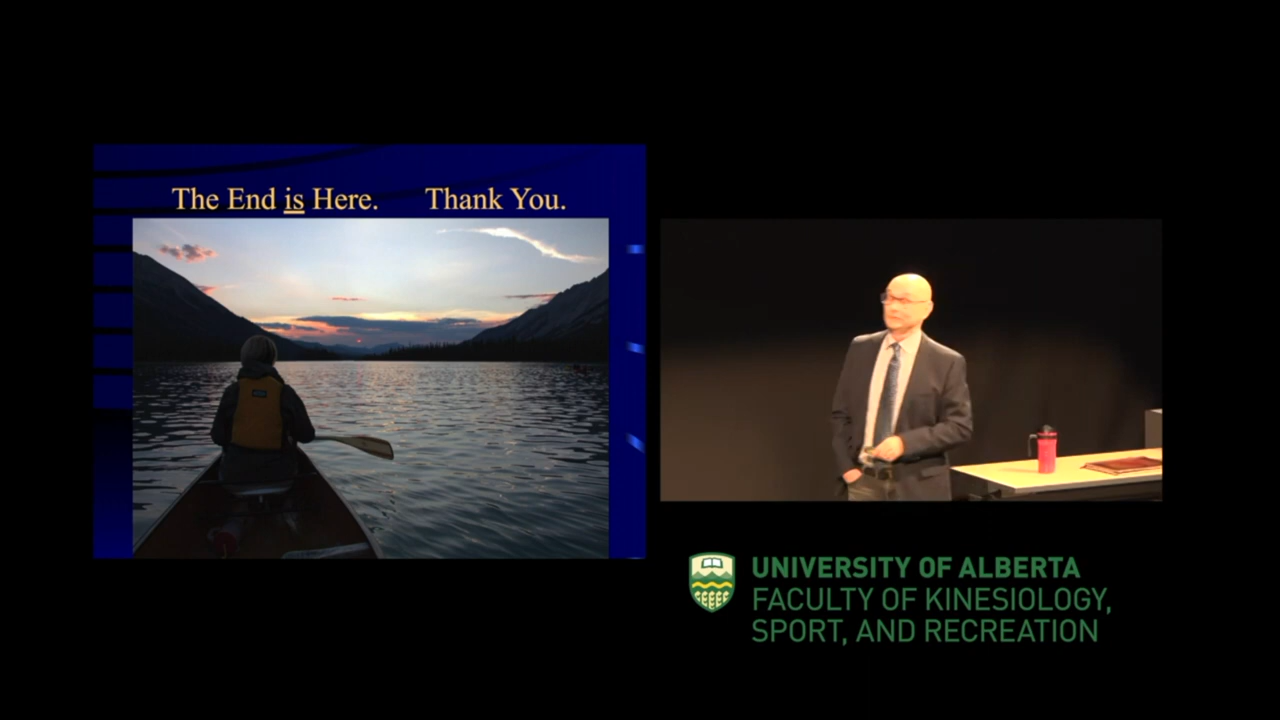 The End is Here. Thank You.
UNIVERSITY OF ALBERTA
FACULTY OF KINESIOLOGY,
SPORT, AND RECREATION